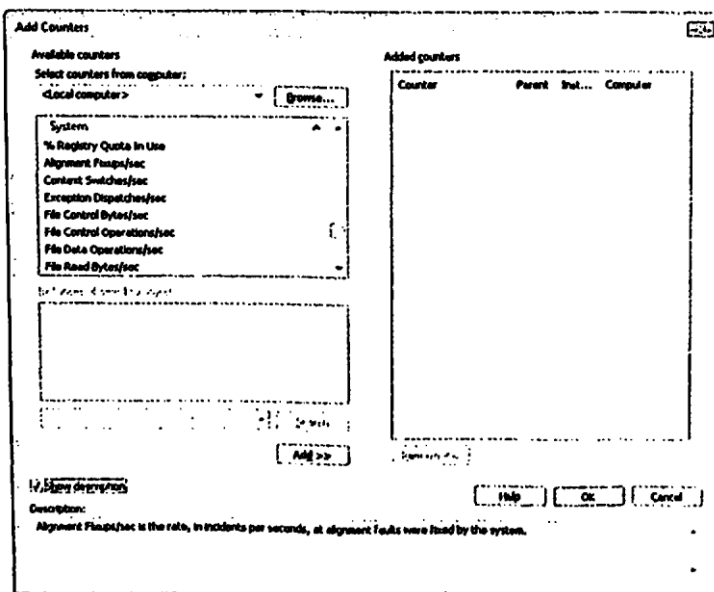 Add Counters
Available counters
Select counters from computer:
<Local computer>
Browse...
System
% Registry Quota In Use
Alignment Fixups/sec
Context Switches/sec
Exception Dispatches/sec
File Control Bytes/sec
File Control Operations/sec
File Data Operations/sec
File Read Bytes/sec
Search
Add >>
Show description
Description:
Alignment Fixups/sec is the rate, in incidents per seconds, at alignment faults were fixed by the system.
Added counters
Counter Parent Inst... Computer
Help
OK
Cancel